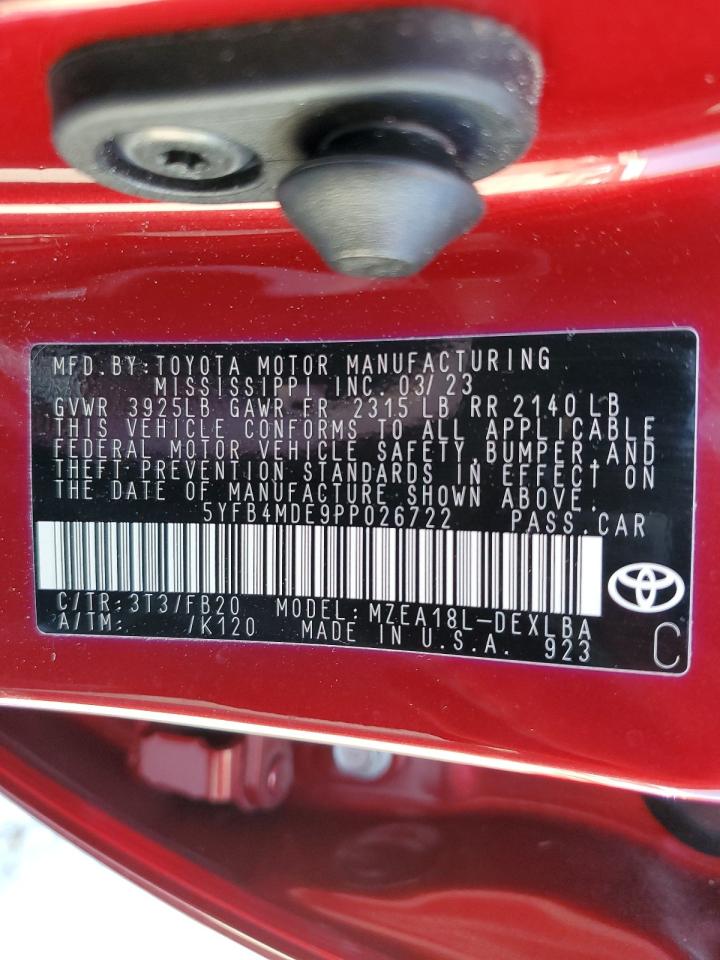 MFD.BY:TOYOTA MOTOR MANUFACTURING
MISSISSIPPI INC. 03/23
GVWR 3925LB GAWR FR 2315 LB RR 2140 LB
THIS VEHICLE CONFORMS TO ALL APPLICABLE
FEDERAL MOTOR VEHICLE SAFETY,BUMPER,AND
THEFT PREVENTION STANDARDS IN EFFECT ON
THE DATE OF MANUFACTURE SHOWN ABOVE.
5YFB4MDE9PP026722 PASS.CAR
C/TR:3T3/FB20 MODEL:MZEA18L-DEXLBA
A/TM: /K120 MADE IN U.S.A. 923
C